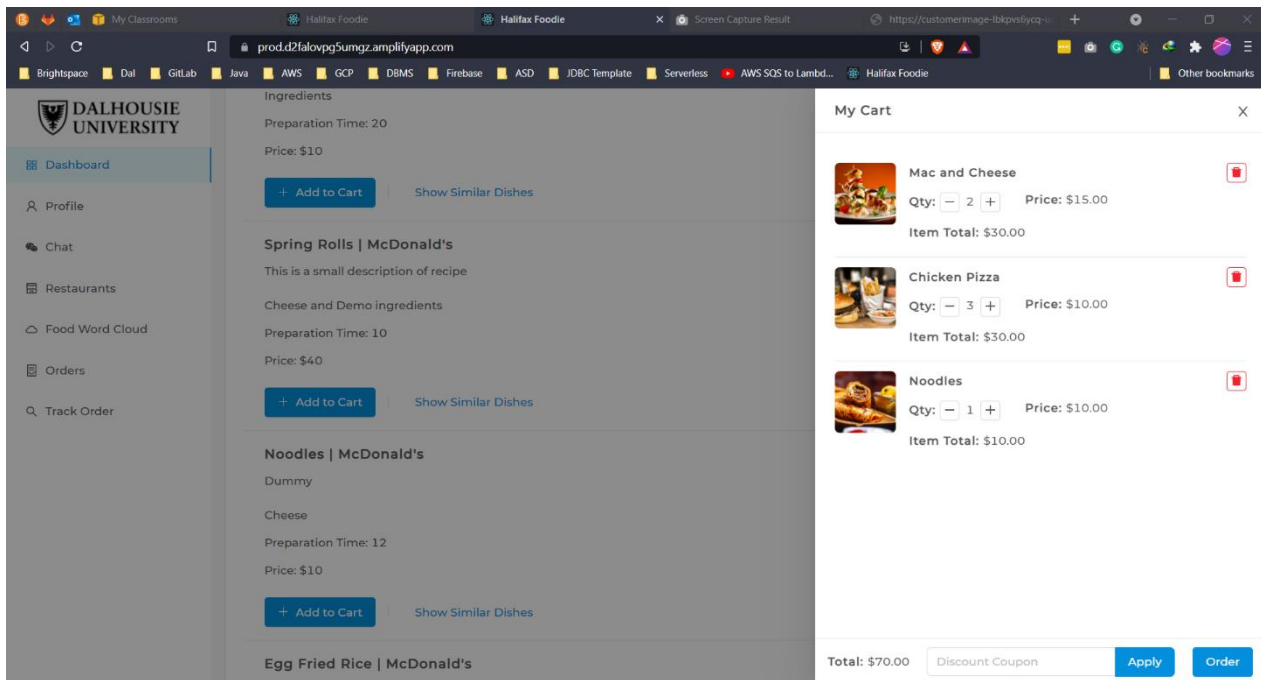 My Classrooms
Halifax Foodie
Halifax Foodie
Screen Capture Result
prod.d2falovpg5umgz.amplifyapp.com
Brightspace Dal GitLab Java AWS GCP DBMS Firebase ASD JDBC Template Serverless AWS SQS to Lambd... Halifax Foodie Other bookmarks
DALHOUSIE
UNIVERSITY
Dashboard
Profile
Chat
Restaurants
Food Word Cloud
Orders
Track Order
Ingredients
Preparation Time: 20
Price: $10
+ Add to Cart Show Similar Dishes
Spring Rolls | McDonald's
This is a small description of recipe
Cheese and Demo ingredients
Preparation Time: 10
Price: $40
+ Add to Cart Show Similar Dishes
Noodles | McDonald's
Dummy
Cheese
Preparation Time: 12
Price: $10
+ Add to Cart Show Similar Dishes
Egg Fried Rice | McDonald's
My Cart X
Mac and Cheese
Qty: − 2 + Price: $15.00
Item Total: $30.00
Chicken Pizza
Qty: − 3 + Price: $10.00
Item Total: $30.00
Noodles
Qty: − 1 + Price: $10.00
Item Total: $10.00
Total: $70.00 Discount Coupon Apply Order